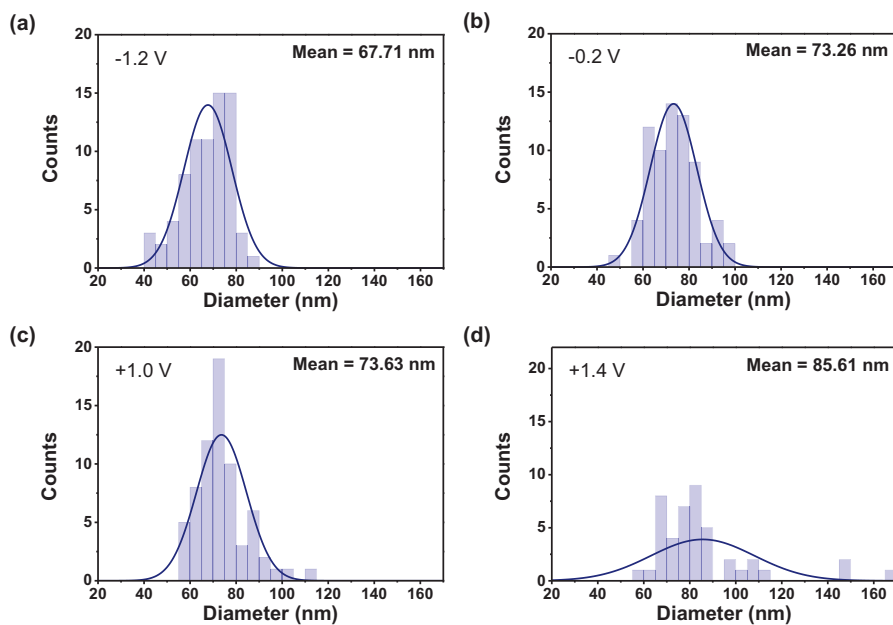 (a)
-1.2 V
Mean = 67.71 nm
20
15
10
5
0
Counts
20 40 60 80 100 120 140 160
Diameter (nm)
(b)
-0.2 V
Mean = 73.26 nm
20
15
10
5
0
Counts
20 40 60 80 100 120 140 160
Diameter (nm)
(c)
+1.0 V
Mean = 73.63 nm
20
15
10
5
0
Counts
20 40 60 80 100 120 140 160
Diameter (nm)
(d)
+1.4 V
Mean = 85.61 nm
20
15
10
5
0
Counts
20 40 60 80 100 120 140 160
Diameter (nm)